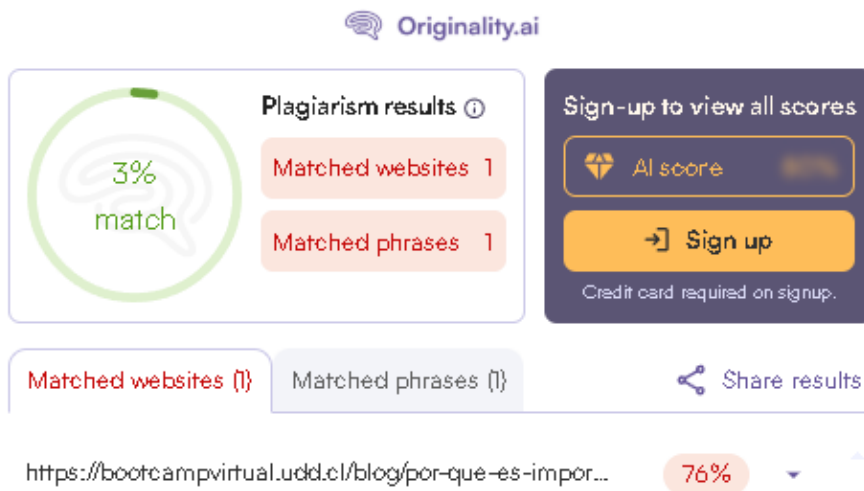 Originality.ai
3%
match
Plagiarism results
Matched websites 1
Matched phrases 1
Sign-up to view all scores
AI score
Sign up
Credit card required on signup.
Matched websites (1)
Matched phrases (1)
Share results
https://bootcampvirtual.udd.cl/blog/por-que-es-impor...
76%